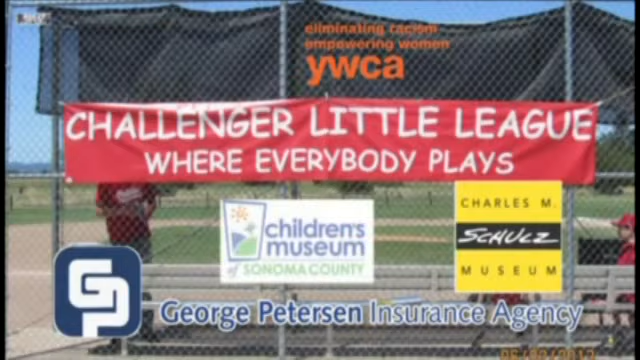 eliminating racism
empowering women
ywca
CHALLENGER LITTLE LEAGUE
WHERE EVERYBODY PLAYS
children's
museum
of SONOMA COUNTY
CHARLES M.
SCHULZ
MUSEUM
GP
George Petersen Insurance Agency